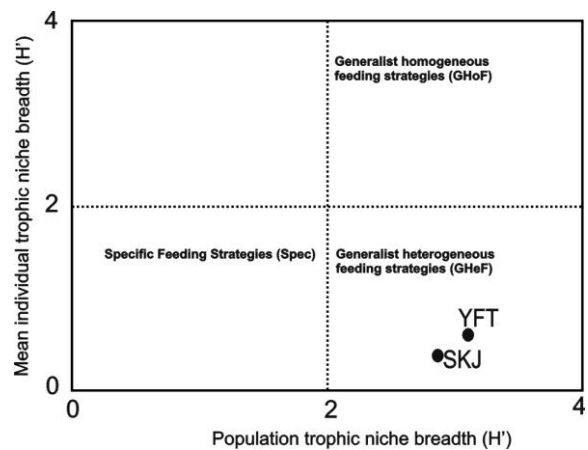 4
Generalist homogeneous
feeding strategies (GHoF)
Mean individual trophic niche breadth (H')
2
Specific Feeding Strategies (Spec)
Generalist heterogeneous
feeding strategies (GHeF)
YFT
SKJ
0
0
2
4
Population trophic niche breadth (H')